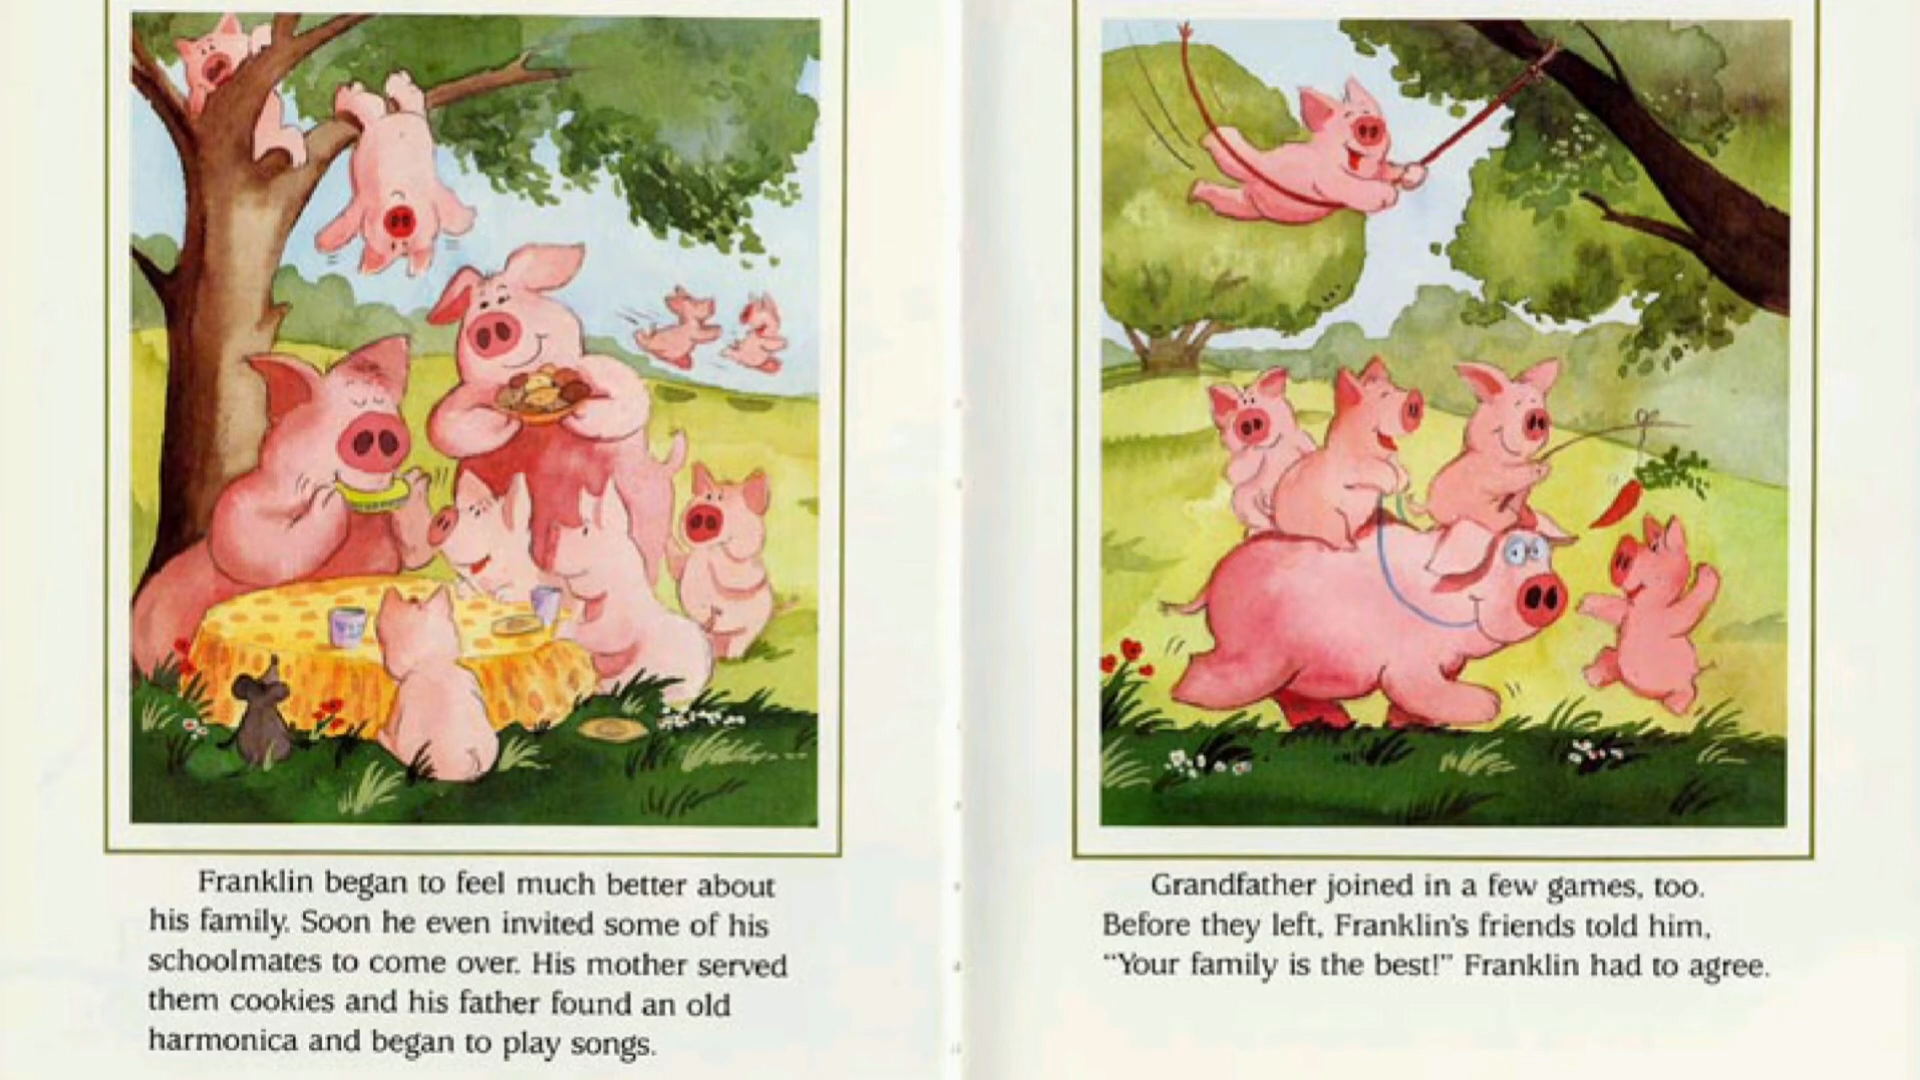 Franklin began to feel much better about
his family. Soon he even invited some of his
schoolmates to come over. His mother served
them cookies and his father found an old
harmonica and began to play songs.
Grandfather joined in a few games, too.
Before they left, Franklin's friends told him,
"Your family is the best!" Franklin had to agree.